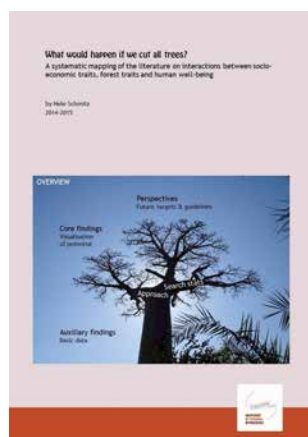 What would happen if we cut all trees?
A systematic mapping of the literature on interactions between socio-
economic traits, forest traits and human well-being
by Nele Schmitz
2014-2015
OVERVIEW
Perspectives
Future targets & guidelines
Core findings
Visualisation
of potential
Search start
Approach
Auxiliary findings
Basic data